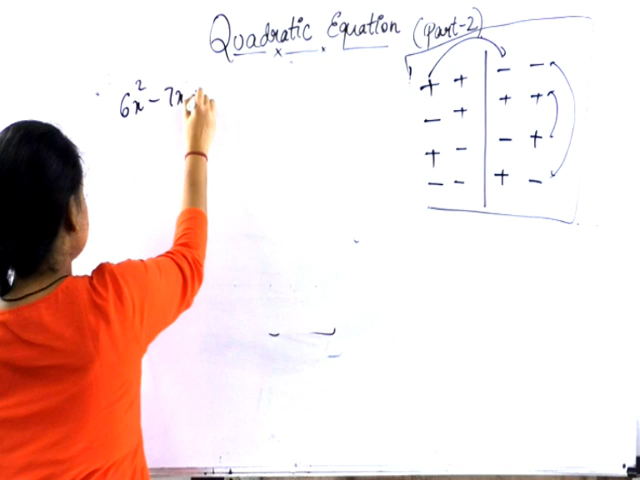 Quadratic Equation (Part-2)
6x² - 7x
+ + | - -
- + | + +
+ - | - +
- - | + -